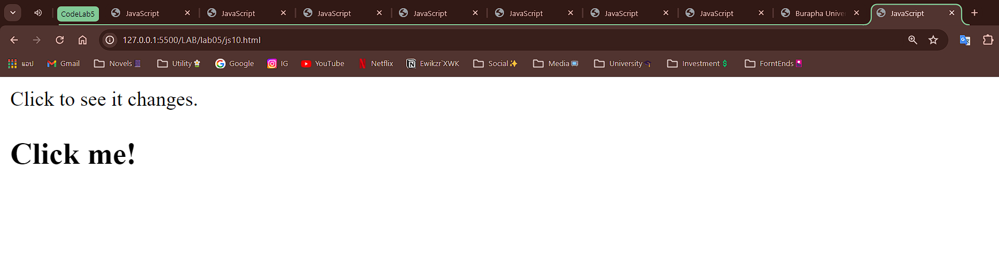 CodeLab5 JavaScript JavaScript JavaScript JavaScript JavaScript JavaScript JavaScript Burapha Unive JavaScript
127.0.0.1:5500/LAB/lab05/js10.html
แอป Gmail Novels Utility Google IG YouTube Netflix Ewikzr`XWK Social Media University Investment ForntEnds
Click to see it changes.
Click me!